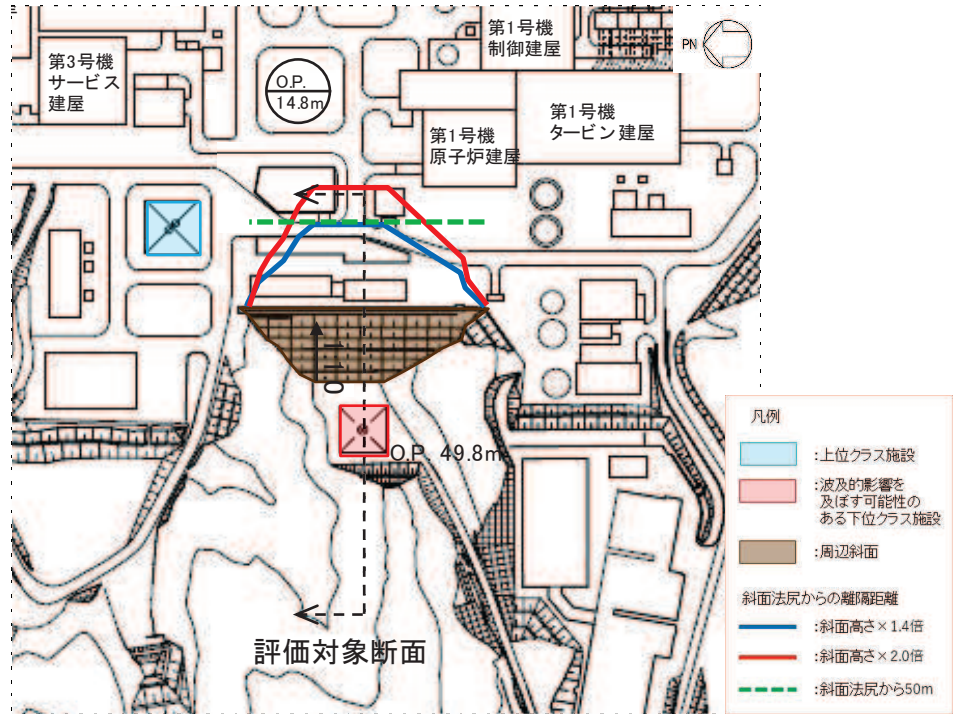 第1号機
制御建屋
PN
第3号機
サービス
建屋
O.P.
14.8m
第1号機
タービン建屋
第1号機
原子炉建屋
O.P. 49.8m
評価対象断面
凡例
:上位クラス施設
:波及的影響を
及ぼす可能性の
ある下位クラス施設
:周辺斜面
斜面法尻からの離隔距離
:斜面高さ×1.4倍
:斜面高さ×2.0倍
:斜面法尻から50m